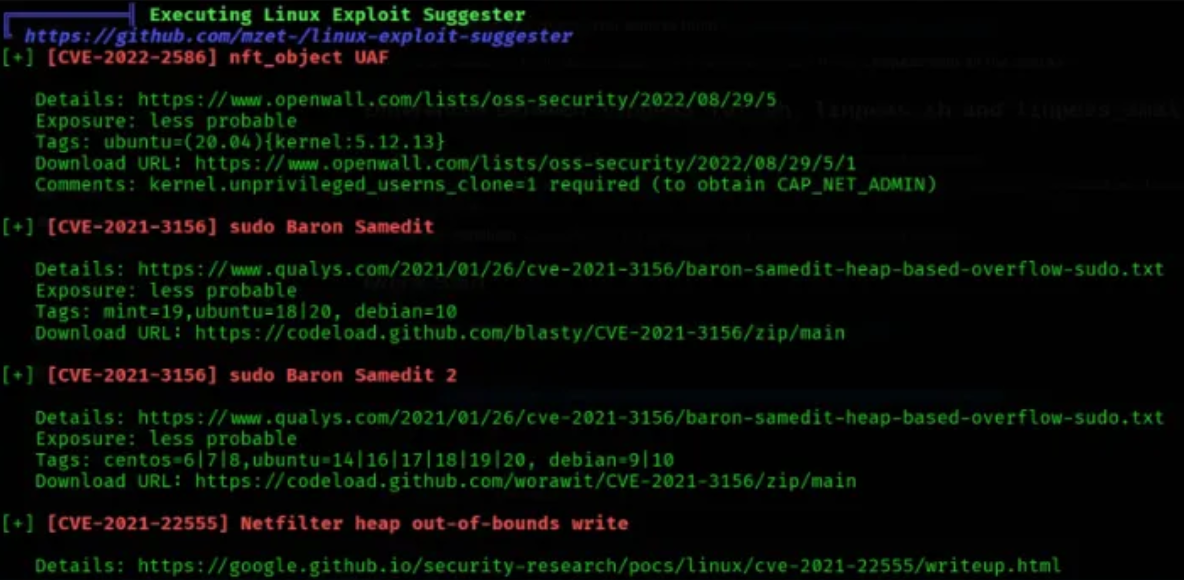 Executing Linux Exploit Suggester
https://github.com/mzet-/linux-exploit-suggester
[+] [CVE-2022-2586] nft_object UAF
Details: https://www.openwall.com/lists/oss-security/2022/08/29/5
Exposure: less probable
Tags: ubuntu=(20.04){kernel:5.12.13}
Download URL: https://www.openwall.com/lists/oss-security/2022/08/29/5/1
Comments: kernel.unprivileged_userns_clone=1 required (to obtain CAP_NET_ADMIN)
[+] [CVE-2021-3156] sudo Baron Samedit
Details: https://www.qualys.com/2021/01/26/cve-2021-3156/baron-samedit-heap-based-overflow-sudo.txt
Exposure: less probable
Tags: mint=19,ubuntu=18|20, debian=10
Download URL: https://codeload.github.com/blasty/CVE-2021-3156/zip/main
[+] [CVE-2021-3156] sudo Baron Samedit 2
Details: https://www.qualys.com/2021/01/26/cve-2021-3156/baron-samedit-heap-based-overflow-sudo.txt
Exposure: less probable
Tags: centos=6|7|8,ubuntu=14|16|17|18|19|20, debian=9|10
Download URL: https://codeload.github.com/worawit/CVE-2021-3156/zip/main
[+] [CVE-2021-22555] Netfilter heap out-of-bounds write
Details: https://google.github.io/security-research/pocs/linux/cve-2021-22555/writeup.html